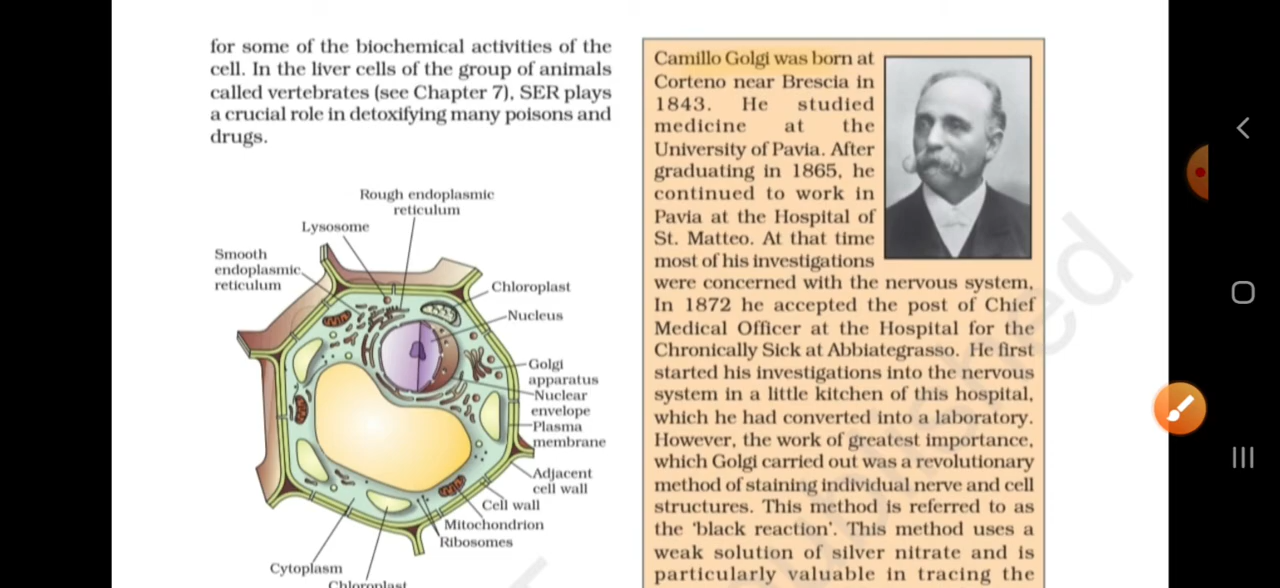 for some of the biochemical activities of the
cell. In the liver cells of the group of animals
called vertebrates (see Chapter 7), SER plays
a crucial role in detoxifying many poisons and
drugs.
Rough endoplasmic
reticulum
Lysosome
Smooth
endoplasmic
reticulum
Chloroplast
Nucleus
Golgi
apparatus
Nuclear
envelope
Plasma
membrane
Adjacent
cell wall
Cell wall
Mitochondrion
Ribosomes
Cytoplasm
Chloroplast
Camillo Golgi was born at
Corteno near Brescia in
1843. He studied
medicine at the
University of Pavia. After
graduating in 1865, he
continued to work in
Pavia at the Hospital of
St. Matteo. At that time
most of his investigations
were concerned with the nervous system,
In 1872 he accepted the post of Chief
Medical Officer at the Hospital for the
Chronically Sick at Abbiategrasso. He first
started his investigations into the nervous
system in a little kitchen of this hospital,
which he had converted into a laboratory.
However, the work of greatest importance,
which Golgi carried out was a revolutionary
method of staining individual nerve and cell
structures. This method is referred to as
the 'black reaction'. This method uses a
weak solution of silver nitrate and is
particularly valuable in tracing the